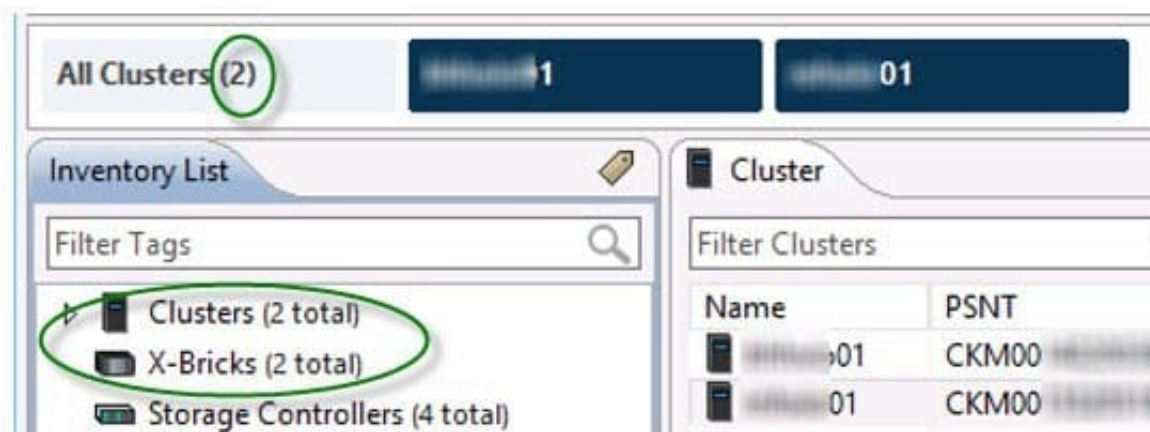 All Clusters (2)
1
01
Inventory List
Cluster
Filter Tags
Filter Clusters
Clusters (2 total)
X-Bricks (2 total)
Storage Controllers (4 total)
Name PSNT
01 CKM00
01 CKM00